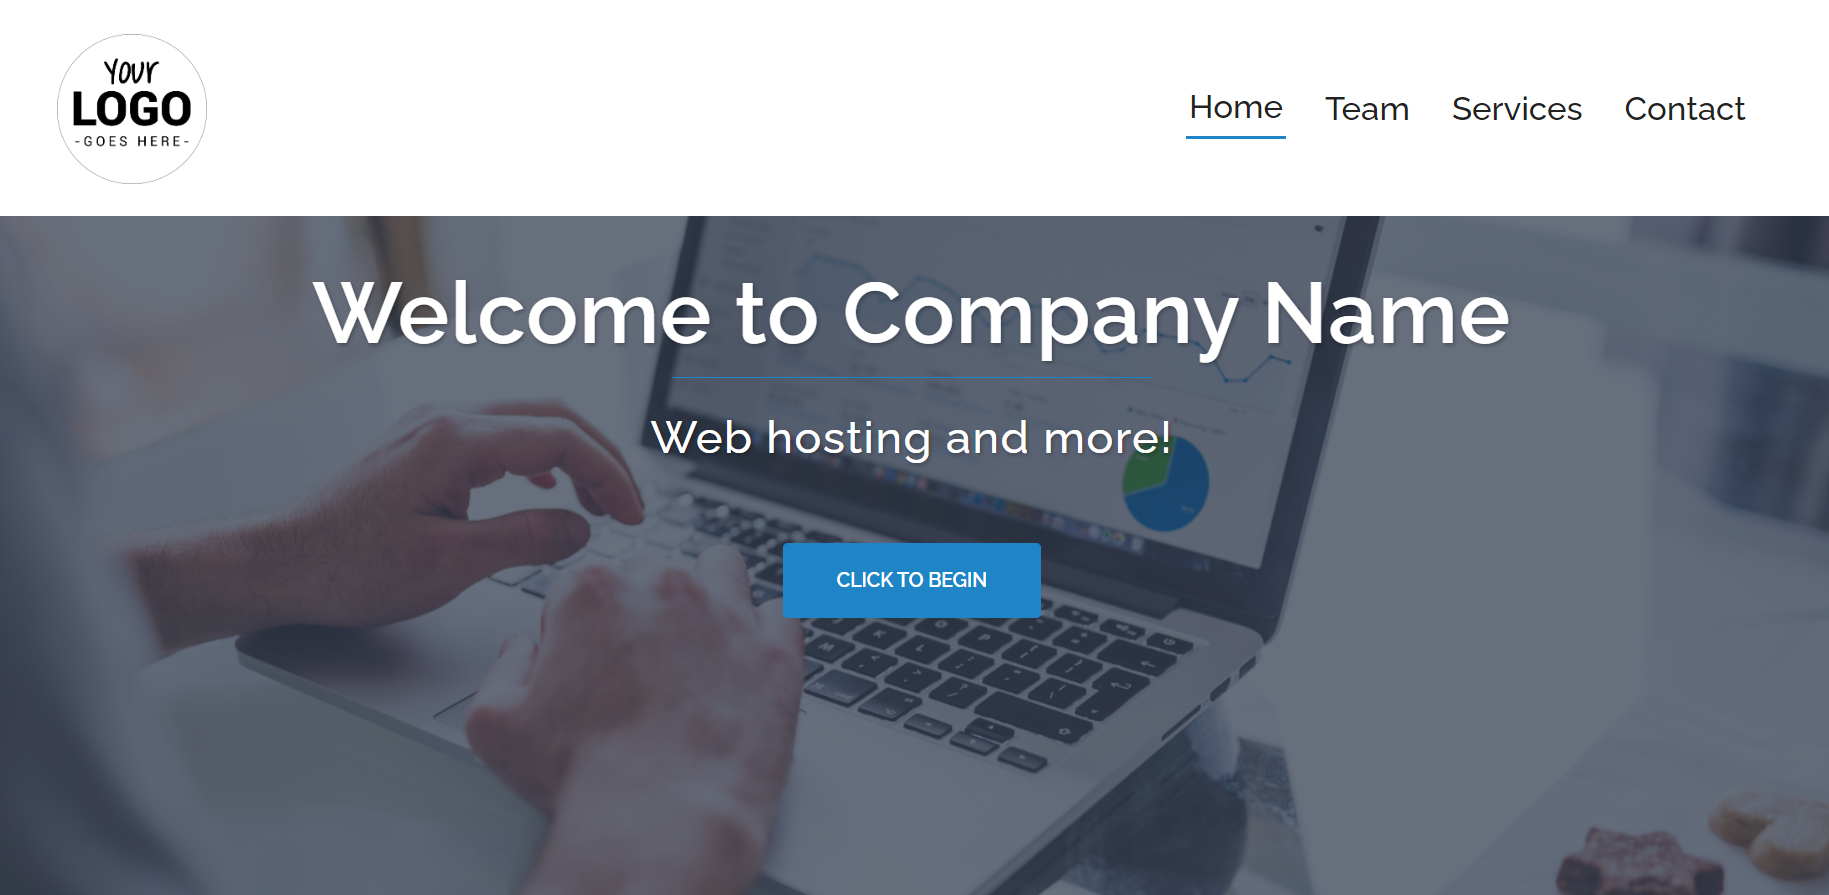 Your
LOGO
-GOES HERE-
Home Team Services Contact
Welcome to Company Name
Web hosting and more!
CLICK TO BEGIN